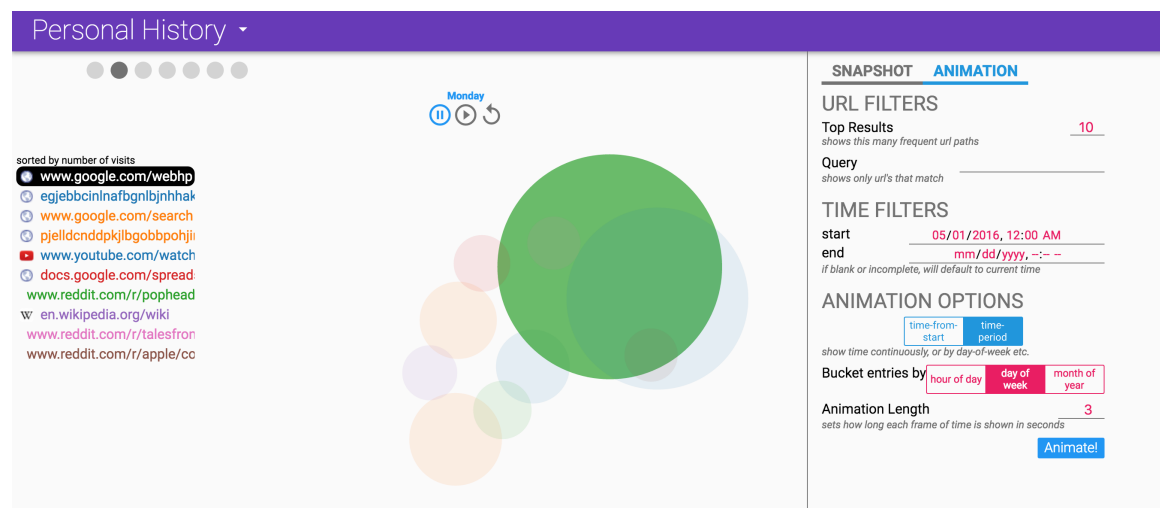 Personal History
Monday
sorted by number of visits
www.google.com/webhp
egjebbcinlnafbgnlbjnhhak
www.google.com/search
pjelldcnddpkjlbgobbpohjii
www.youtube.com/watch
docs.google.com/spreads
www.reddit.com/r/pophead
W en.wikipedia.org/wiki
www.reddit.com/r/talesfron
www.reddit.com/r/apple/co
SNAPSHOT ANIMATION
URL FILTERS
Top Results 10
shows this many frequent url paths
Query
shows only url's that match
TIME FILTERS
start 05/01/2016, 12:00 AM
end mm/dd/yyyy, --:-- --
if blank or incomplete, will default to current time
ANIMATION OPTIONS
time-from-start time-period
show time continuously, or by day-of-week etc.
Bucket entries by hour of day day of week month of year
Animation Length 3
sets how long each frame of time is shown in seconds
Animate!